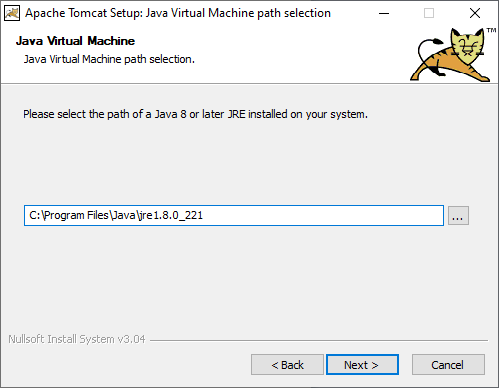 Apache Tomcat Setup: Java Virtual Machine path selection
Java Virtual Machine
Java Virtual Machine path selection.
TM
Please select the path of a Java 8 or later JRE installed on your system.
C:\Program Files\Java\jre1.8.0_221
...
Nullsoft Install System v3.04
< Back
Next >
Cancel